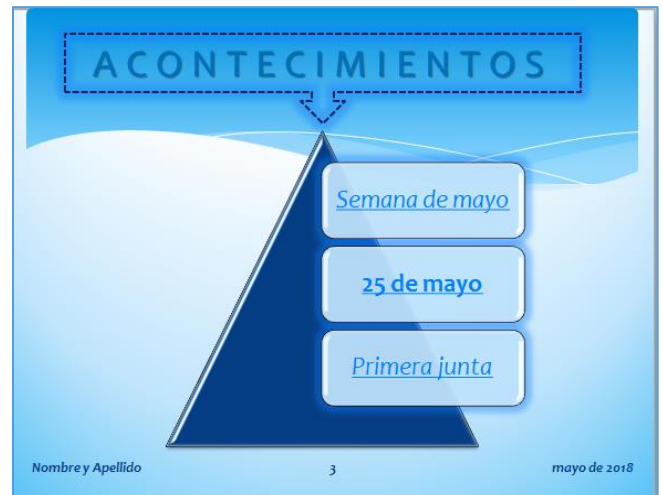 ACONTECIMIENTOS
Semana de mayo
25 de mayo
Primera junta
Nombre y Apellido 3 mayo de 2018